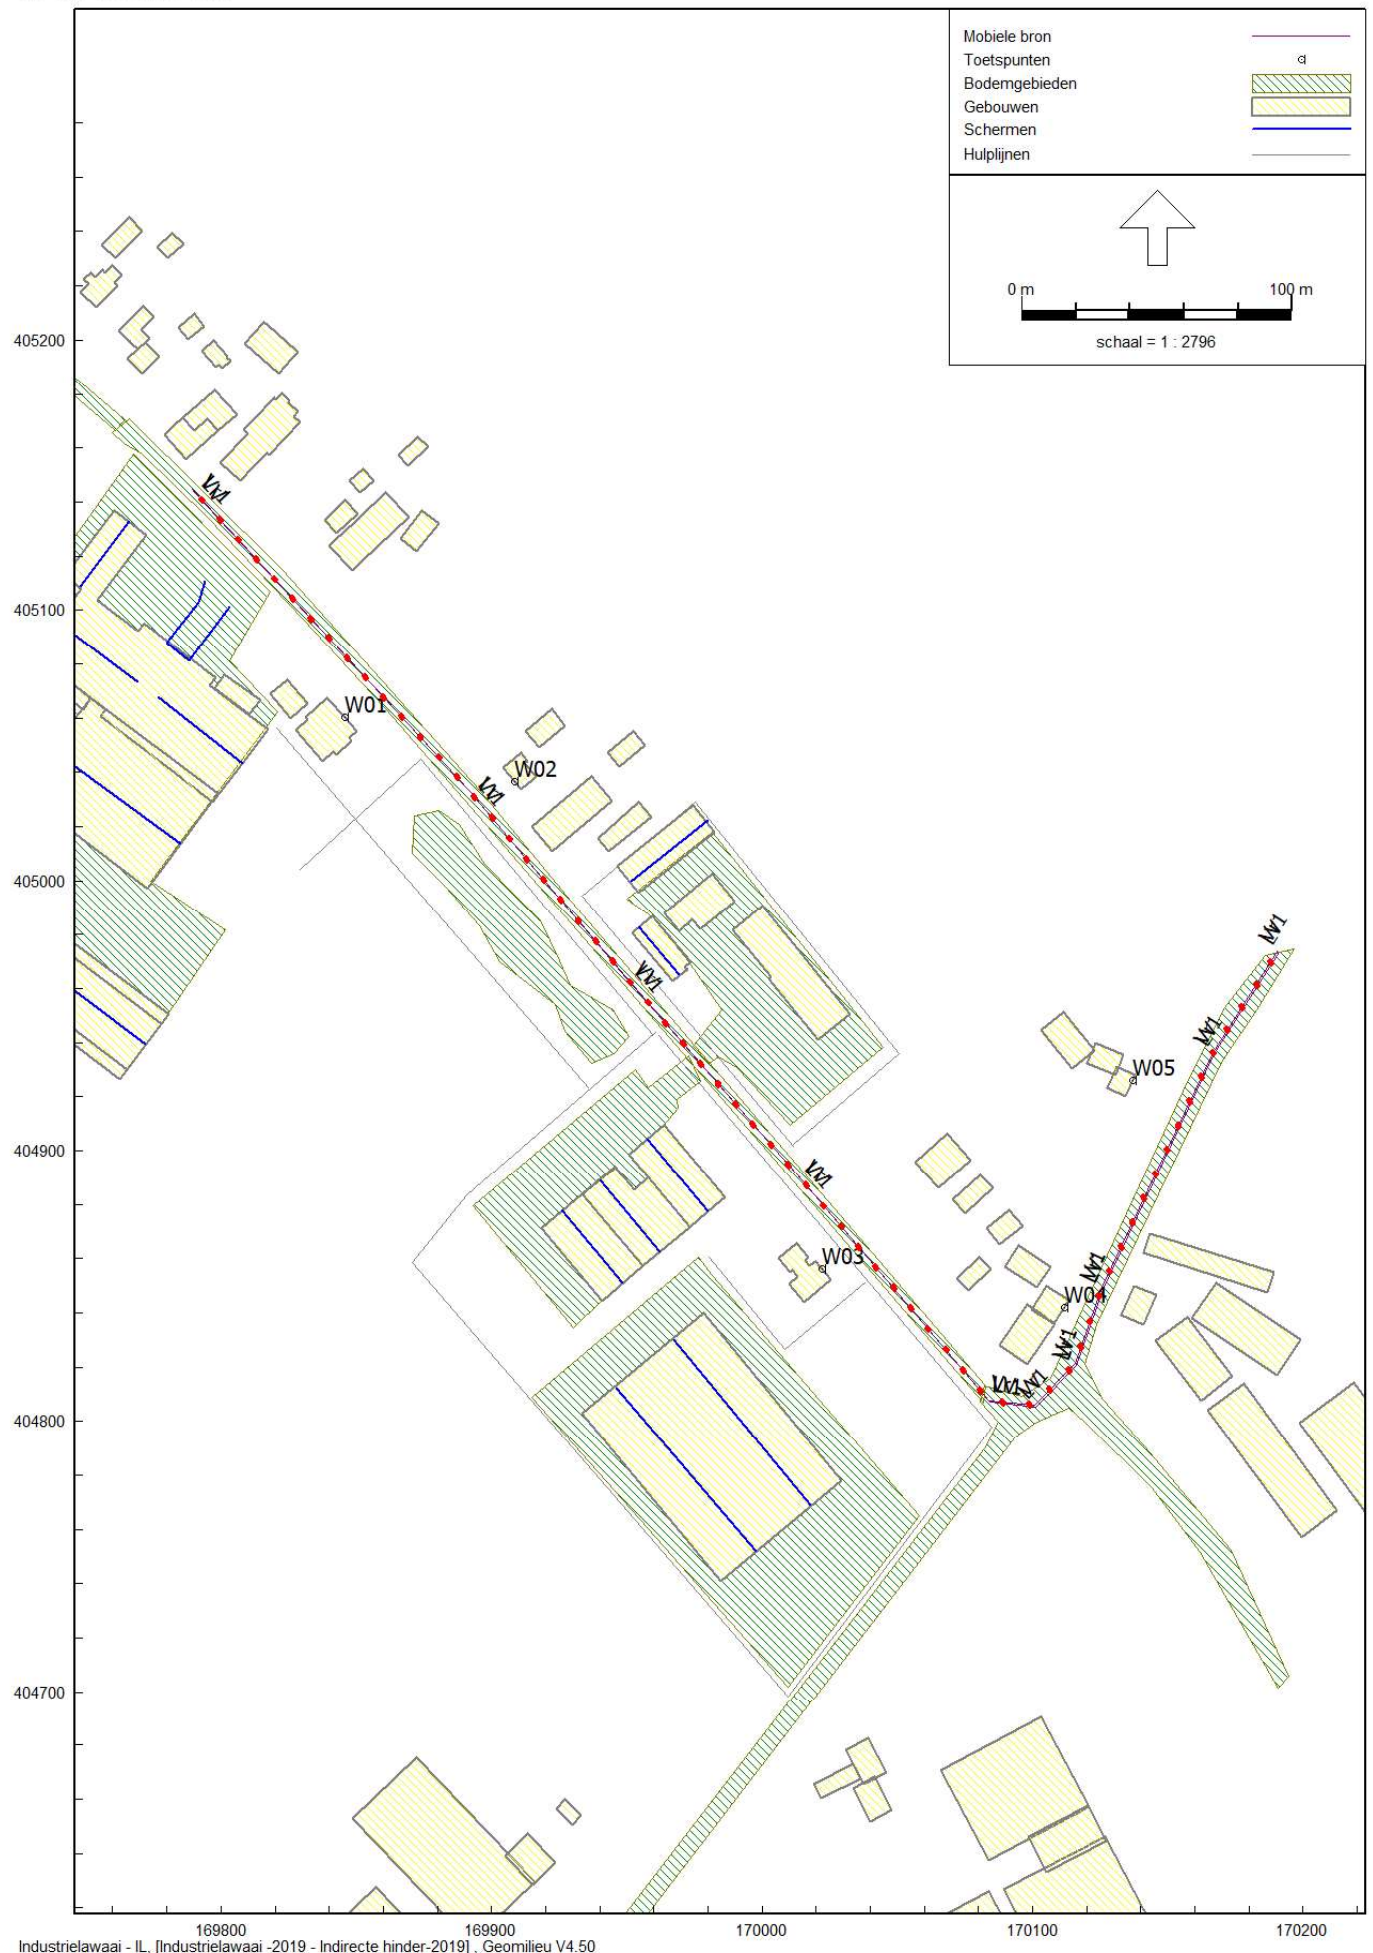 Mobiele bron
Toetspunten
Bodemgebieden
Gebouwen
Schermen
Hulplijnen
0 m
100 m
schaal = 1 : 2796
405200
405100
W01
W02
405000
W05
404900
W03
W04
404800
404700
169800
169900
170000
170100
170200
Industrielawaai - IL, [Industrielawaai -2019 - Indirecte hinder-2019] , Geomilieu V4.50